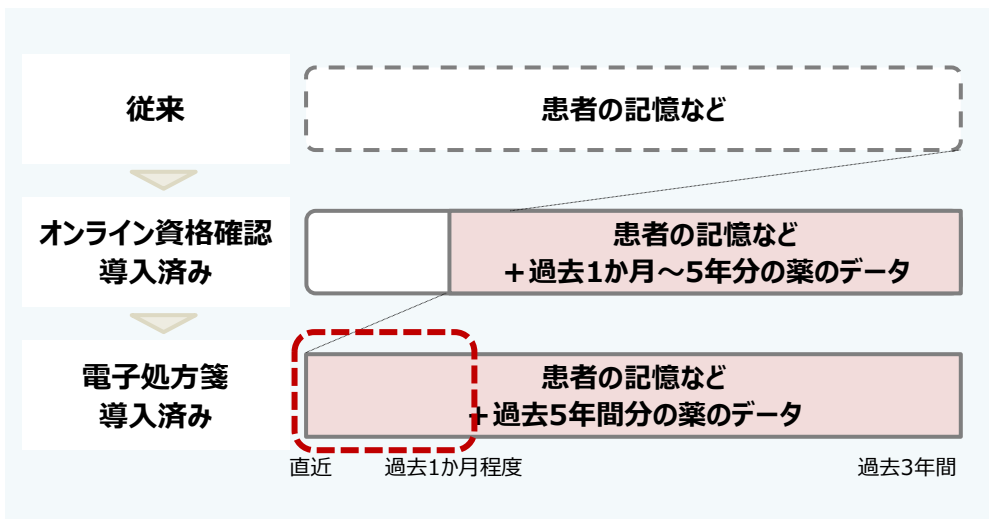 従来
患者の記憶など
オンライン資格確認
導入済み
患者の記憶など
+過去1か月～5年分の薬のデータ
電子処方箋
導入済み
患者の記憶など
+過去5年間分の薬のデータ
直近
過去1か月程度
過去3年間